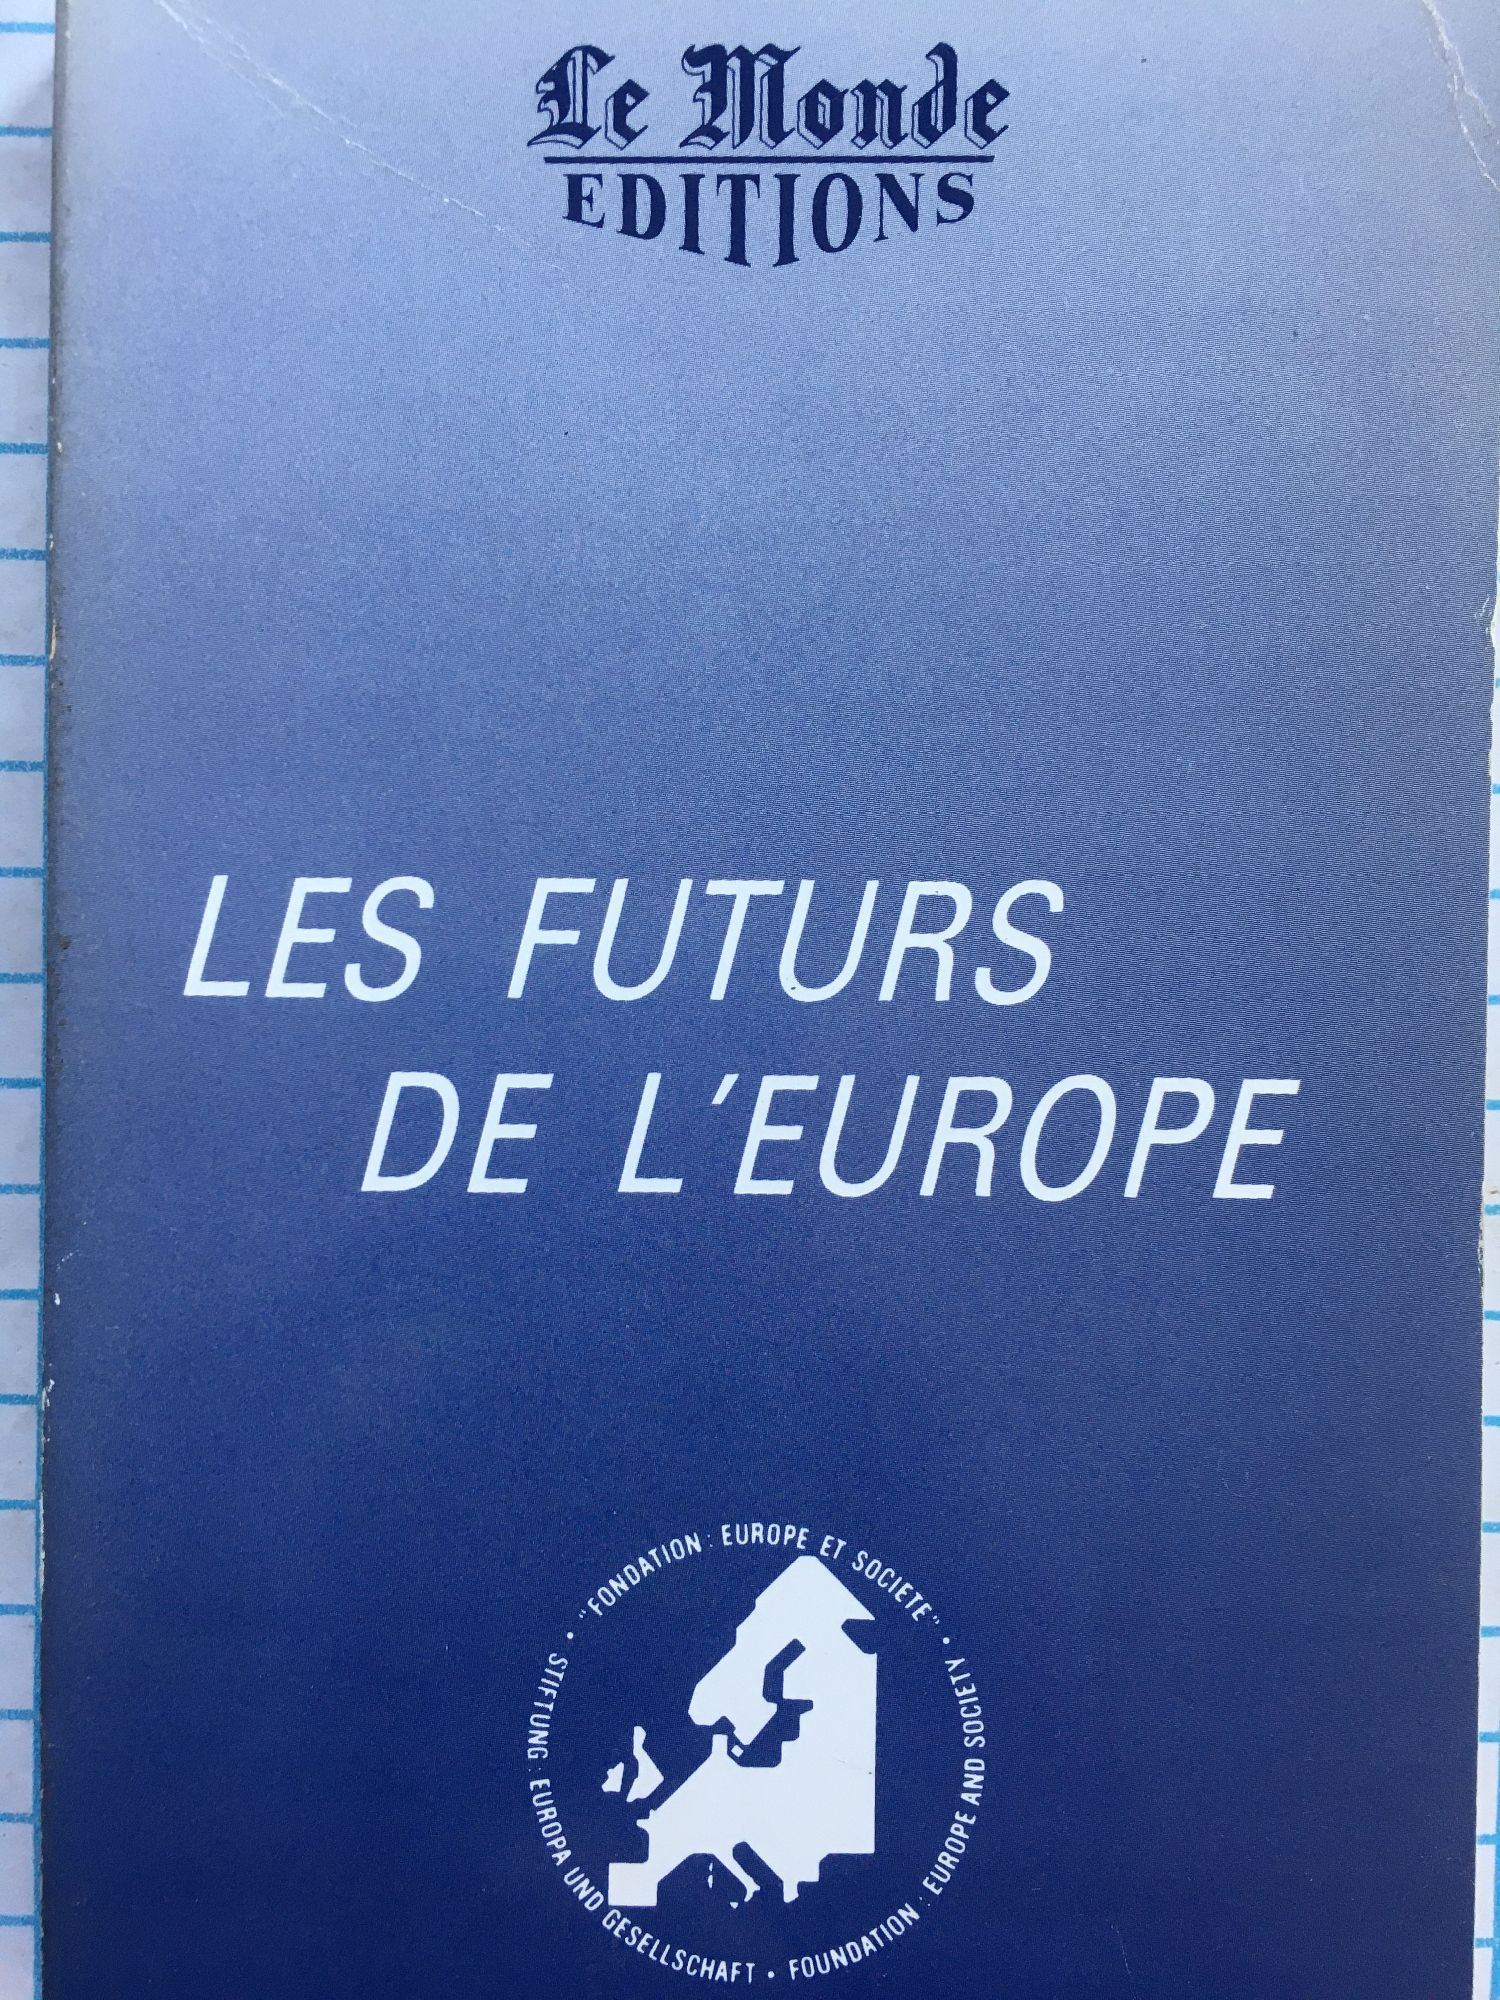 Le Monde
EDITIONS
LES FUTURS
DE L'EUROPE
"FONDATION : EUROPE ET SOCIETE" •
FOUNDATION : EUROPE AND SOCIETY •
STIFTUNG : EUROPA UND GESELLSCHAFT •